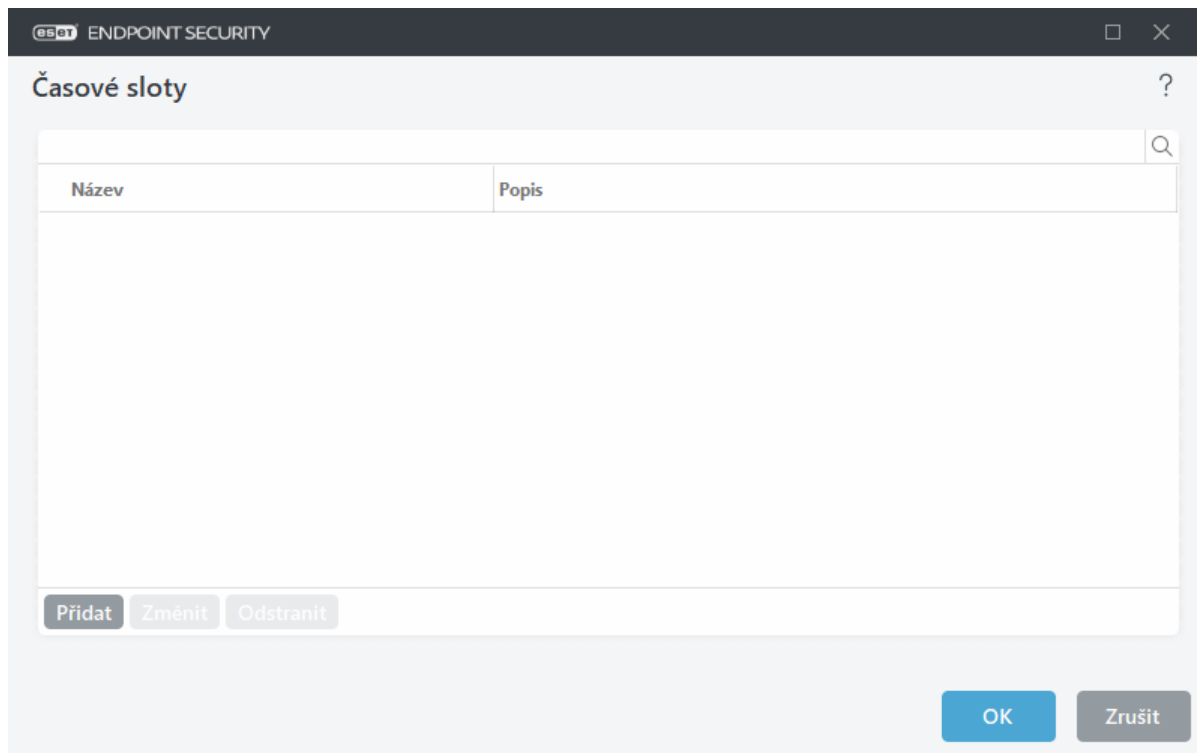 eset ENDPOINT SECURITY
Časové sloty
?
Název Popis
Přidat Změnit Odstranit
OK Zrušit